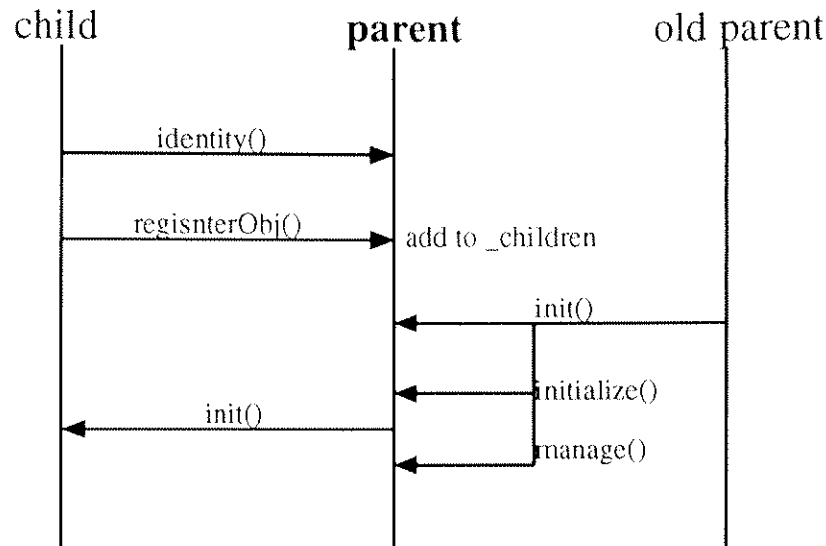 child parent old parent
identity()
regisnterObj() add to _children
init()
initialize()
init()
manage()